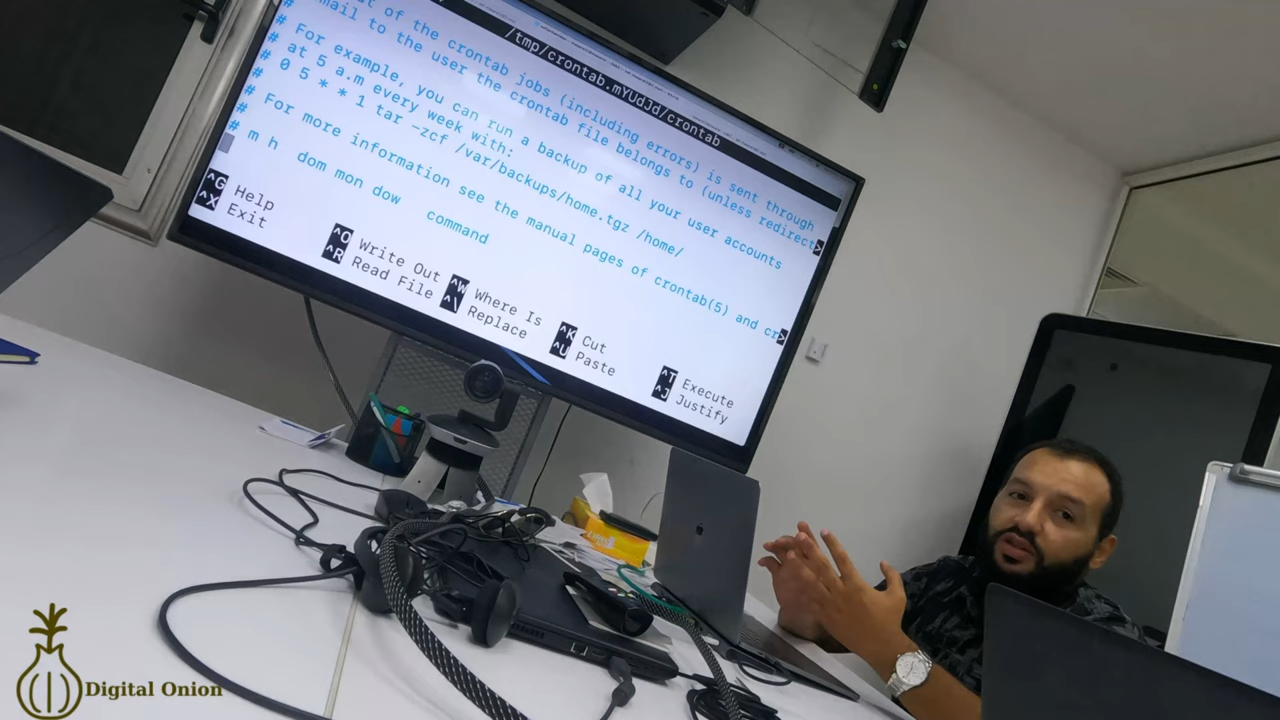 /tmp/crontab.mYUdJd/crontab
# of the crontab jobs (including errors) is sent through
# mail to the user the crontab file belongs to (unless redirect>
#
# For example, you can run a backup of all your user accounts
# at 5 a.m every week with:
# 0 5 * * 1 tar -zcf /var/backups/home.tgz /home/
#
# For more information see the manual pages of crontab(5) and cr>
#
# m h dom mon dow command
^G Help
^O Write Out
^W Where Is
^K Cut
^T Execute
^X Exit
^R Read File
^\ Replace
^U Paste
^J Justify
Digital Onion